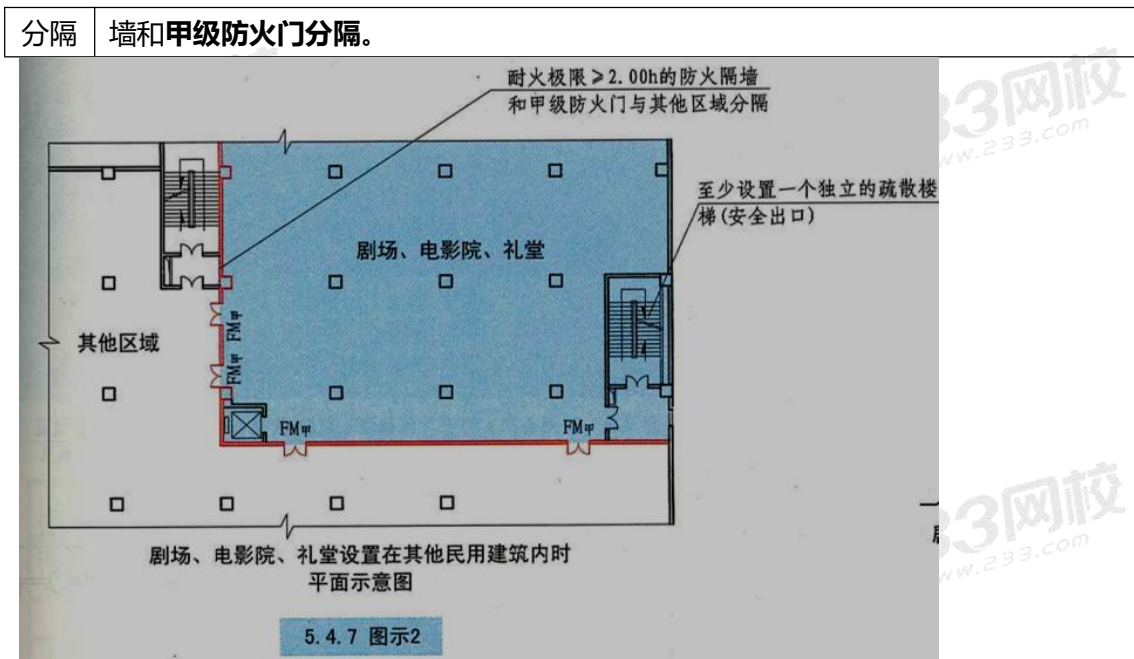 分隔 墙和甲级防火门分隔。
耐火极限≥2.00h的防火隔墙
和甲级防火门与其他区域分隔
至少设置一个独立的疏散楼
梯(安全出口)
剧场、电影院、礼堂
其他区域
FM甲
FM甲
FM甲
FM甲
剧场、电影院、礼堂设置在其他民用建筑内时
平面示意图
5.4.7 图示2
33网校
www.233.com
33网校
www.233.com